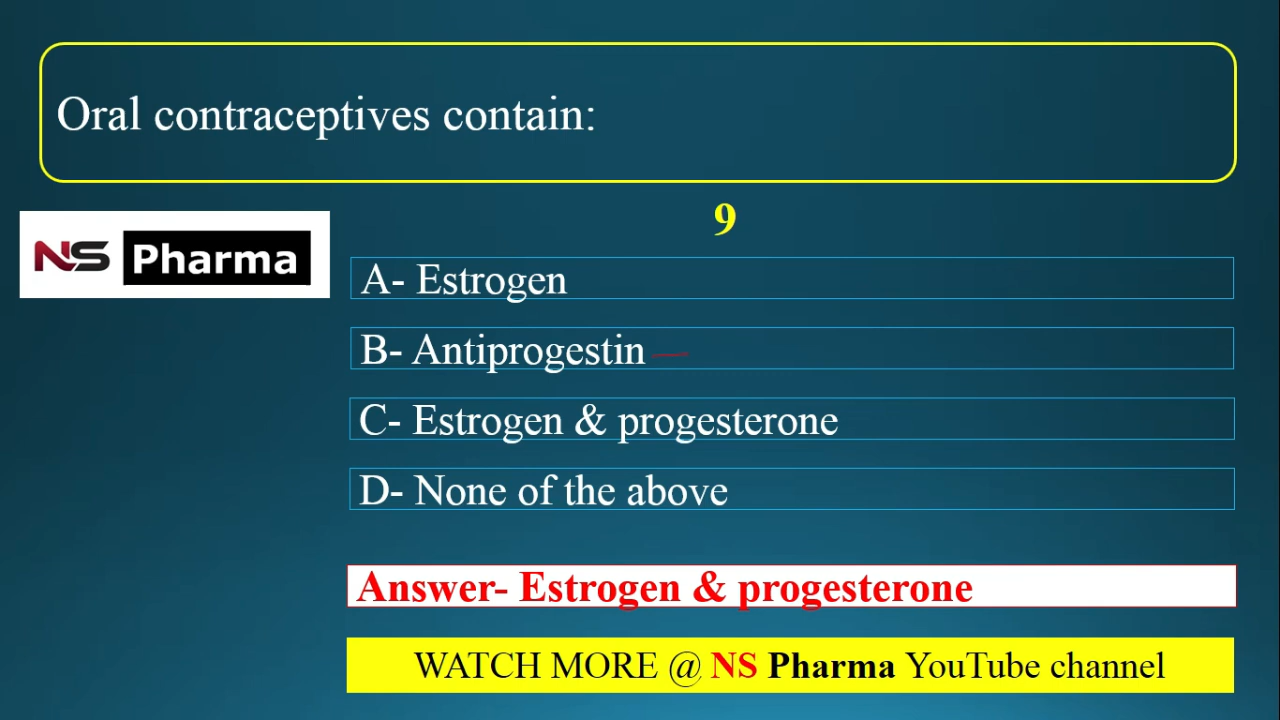 Oral contraceptives contain:
9
NS Pharma
A- Estrogen
B- Antiprogestin
C- Estrogen & progesterone
D- None of the above
Answer- Estrogen & progesterone
WATCH MORE @ NS Pharma YouTube channel